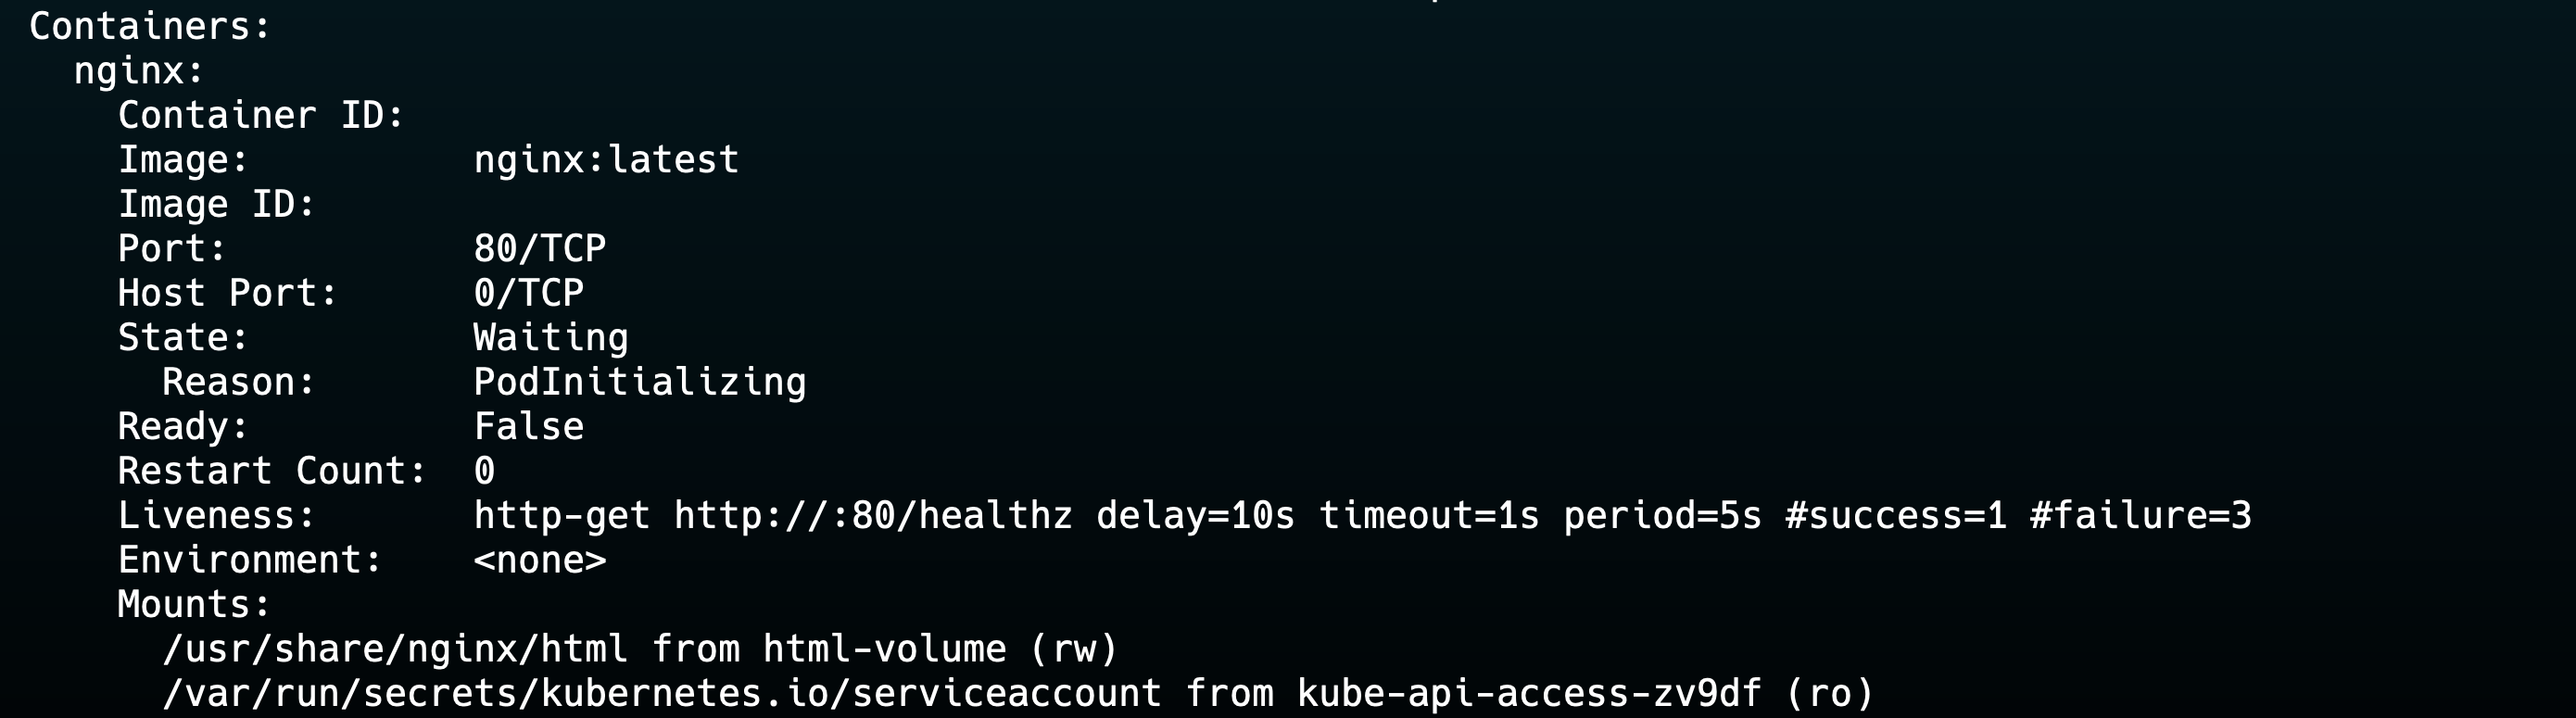 Containers:
  nginx:
    Container ID:
    Image:          nginx:latest
    Image ID:
    Port:           80/TCP
    Host Port:      0/TCP
    State:          Waiting
      Reason:       PodInitializing
    Ready:          False
    Restart Count:  0
    Liveness:       http-get http://:80/healthz delay=10s timeout=1s period=5s #success=1 #failure=3
    Environment:    <none>
    Mounts:
      /usr/share/nginx/html from html-volume (rw)
      /var/run/secrets/kubernetes.io/serviceaccount from kube-api-access-zv9df (ro)